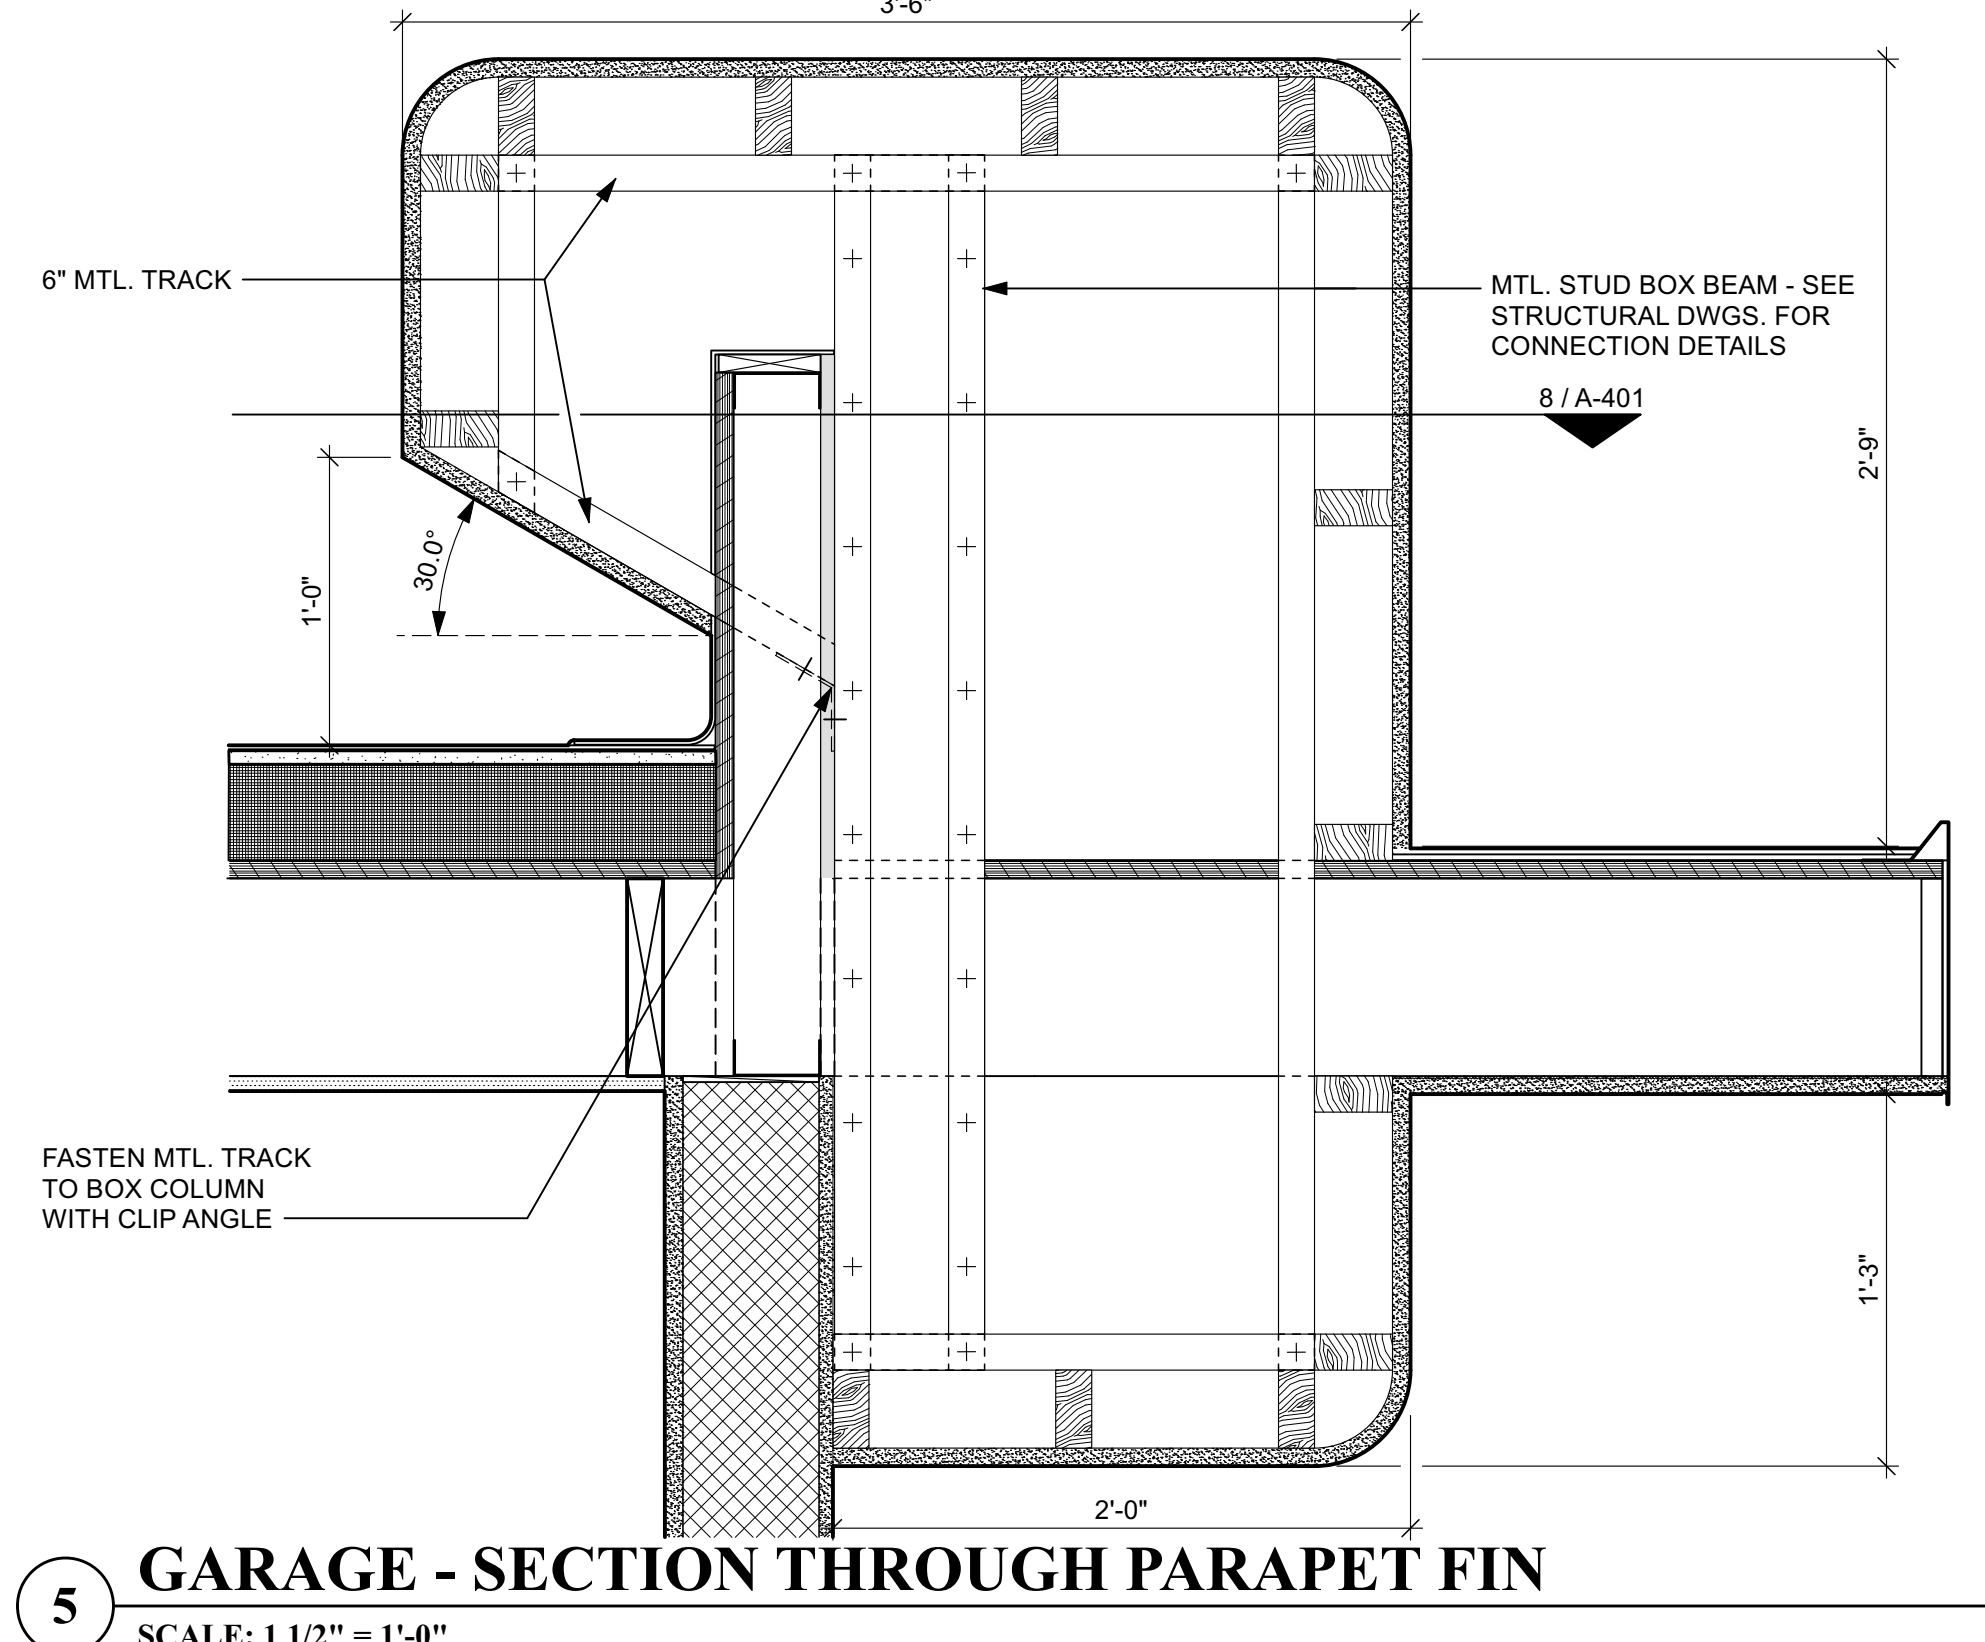 3'-6"
6" MTL. TRACK
MTL. STUD BOX BEAM - SEE
STRUCTURAL DWGS. FOR
CONNECTION DETAILS
8 / A-401
2'-9"
30.0°
1'-0"
FASTEN MTL. TRACK
TO BOX COLUMN
WITH CLIP ANGLE
1'-3"
2'-0"
5
GARAGE - SECTION THROUGH PARAPET FIN
SCALE: 1 1/2" = 1'-0"